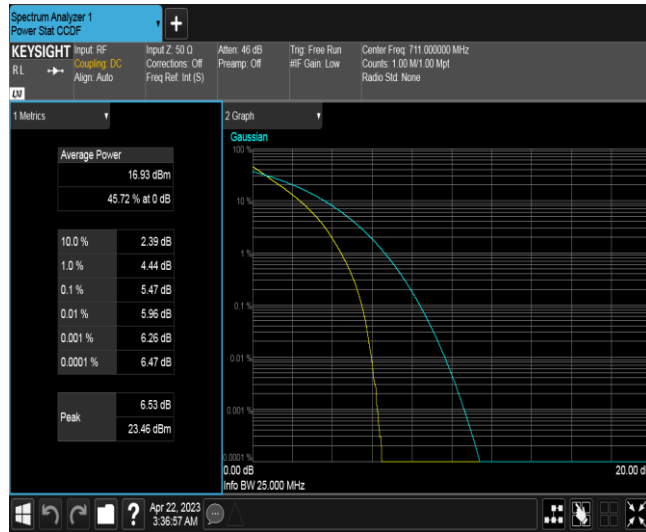 Spectrum Analyzer 1
Power Stat CCDF
KEYSIGHT
RL
LXI
Input: RF
Coupling: DC
Align: Auto
Input Z: 50 Ω
Corrections: Off
Freq Ref: Int (S)
Atten: 46 dB
Preamp: Off
Trig: Free Run
#IF Gain: Low
Center Freq: 711.000000 MHz
Counts: 1.00 M/1.00 Mpt
Radio Std: None
1 Metrics
Average Power
16.93 dBm
45.72 % at 0 dB
10.0 % 2.39 dB
1.0 % 4.44 dB
0.1 % 5.47 dB
0.01 % 5.96 dB
0.001 % 6.26 dB
0.0001 % 6.47 dB
Peak
6.53 dB
23.46 dBm
2 Graph
Gaussian
100 %
10 %
1 %
0.1 %
0.01 %
0.001 %
0.0001 %
0.00 dB
20.00 d
Info BW 25.000 MHz
?
Apr 22, 2023
3:36:57 AM